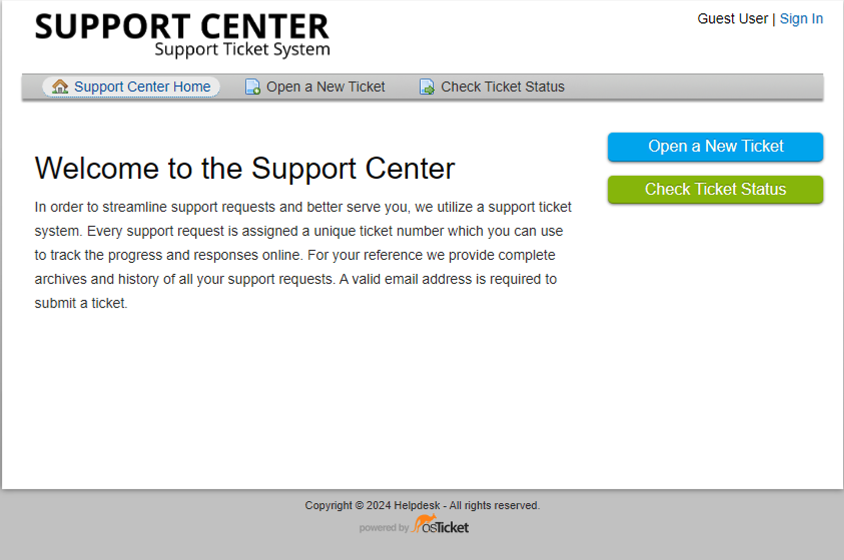 SUPPORT CENTER
Support Ticket System
Guest User | Sign In
Support Center Home
Open a New Ticket
Check Ticket Status
Welcome to the Support Center
In order to streamline support requests and better serve you, we utilize a support ticket
system. Every support request is assigned a unique ticket number which you can use
to track the progress and responses online. For your reference we provide complete
archives and history of all your support requests. A valid email address is required to
submit a ticket.
Open a New Ticket
Check Ticket Status
Copyright © 2024 Helpdesk - All rights reserved.
powered by osTicket